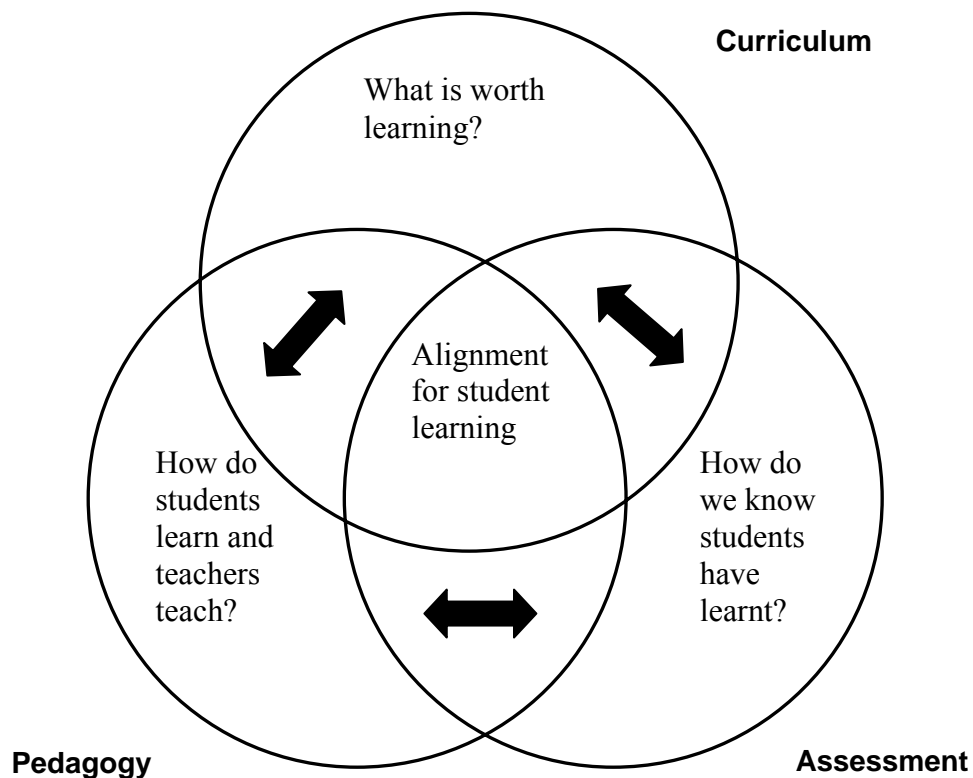 Curriculum
What is worth
learning?
Alignment
for student
learning
How do
students
learn and
teachers
teach?
How do
we know
students
have
learnt?
Pedagogy
Assessment